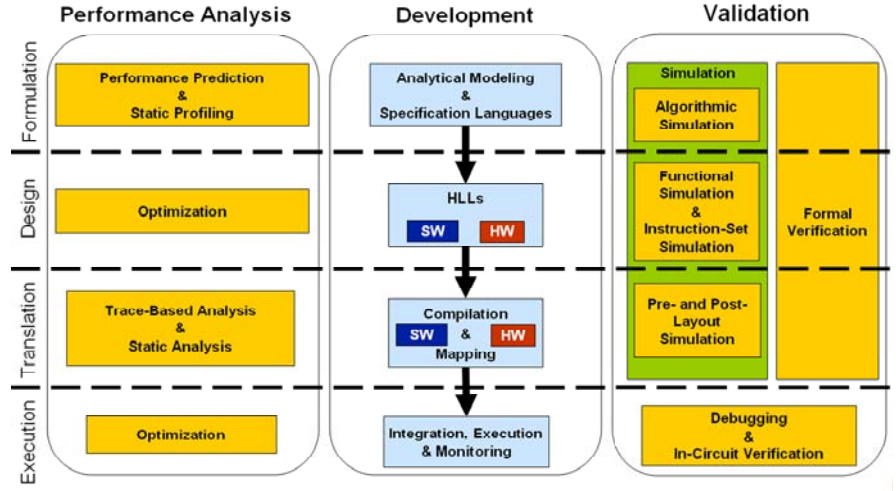 Performance Analysis
Development
Validation
Formulation
Performance Prediction
&
Static Profiling
Analytical Modeling
&
Specification Languages
Simulation
Algorithmic
Simulation
Formal
Verification
Design
Optimization
HLLs
SW
HW
Functional
Simulation
&
Instruction-Set
Simulation
Translation
Trace-Based Analysis
&
Static Analysis
Compilation
SW
&
HW
Mapping
Pre- and Post-
Layout
Simulation
Execution
Optimization
Integration, Execution
& Monitoring
Debugging
&
In-Circuit Verification